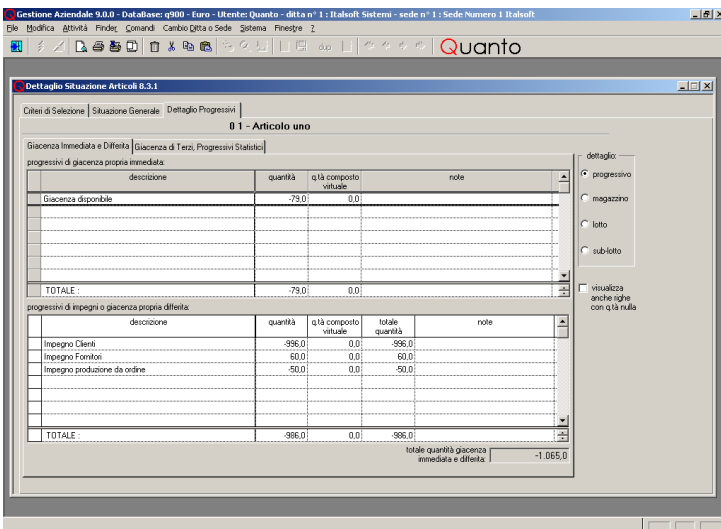 Gestione Aziendale 9.0.0 - DataBase: q900 - Euro - Utente: Quanto - ditta n° 1 : Italsoft Sistemi - sede n° 1 : Sede Numero 1 Italsoft
File Modifica Attività Finder Comandi Cambio Ditta o Sede Sistema Finestre ?
dup Quanto
Dettaglio Situazione Articoli 8.3.1
Criteri di Selezione Situazione Generale Dettaglio Progressivi
0 1 - Articolo uno
Giacenza Immediata e Differita Giacenza di Terzi, Progressivi Statistici
progressivi di giacenza propria immediata:
descrizione quantità q.tà composto virtuale note
Giacenza disponibile -79,0 0,0
TOTALE : -79,0 0,0
dettaglio:
progressivo
magazzino
lotto
sub-lotto
visualizza
anche righe
con q.tà nulla
progressivi di impegni o giacenza propria differita:
descrizione quantità q.tà composto virtuale totale quantità note
Impegno Clienti -996,0 0,0 -996,0
Impegno Fornitori 60,0 0,0 60,0
Impegno produzione da ordine -50,0 0,0 -50,0
TOTALE : -986,0 0,0 -986,0
totale quantità giacenza
immediata e differita: -1.065,0